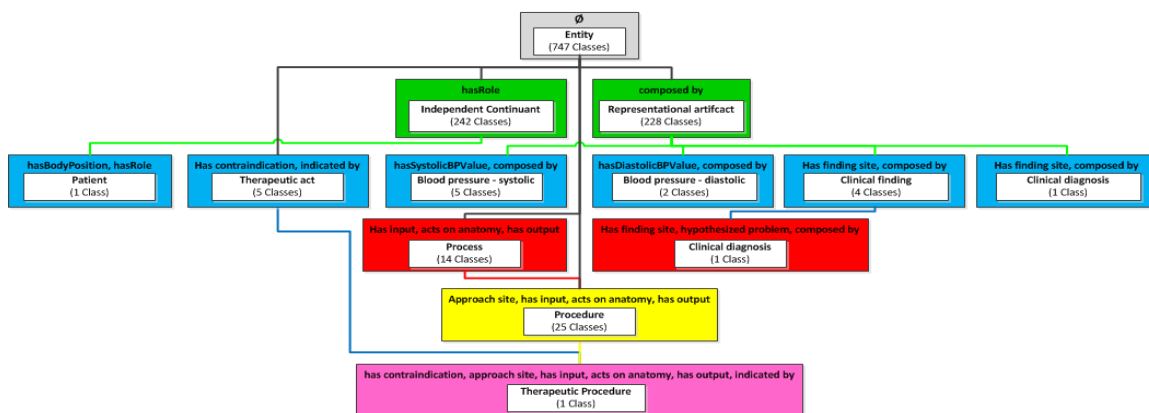 Ø
Entity
(747 Classes)
hasRole
Independent Continuant
(242 Classes)
composed by
Representational artifcact
(228 Classes)
hasBodyPosition, hasRole
Patient
(1 Class)
Has contraindication, indicated by
Therapeutic act
(5 Classes)
hasSystolicBPValue, composed by
Blood pressure - systolic
(5 Classes)
hasDiastolicBPValue, composed by
Blood pressure - diastolic
(2 Classes)
Has finding site, composed by
Clinical finding
(4 Classes)
Has finding site, composed by
Clinical diagnosis
(1 Class)
Has input, acts on anatomy, has output
Process
(14 Classes)
Has finding site, hypothesized problem, composed by
Clinical diagnosis
(1 Class)
Approach site, has input, acts on anatomy, has output
Procedure
(25 Classes)
has contraindication, approach site, has input, acts on anatomy, has output, indicated by
Therapeutic Procedure
(1 Class)